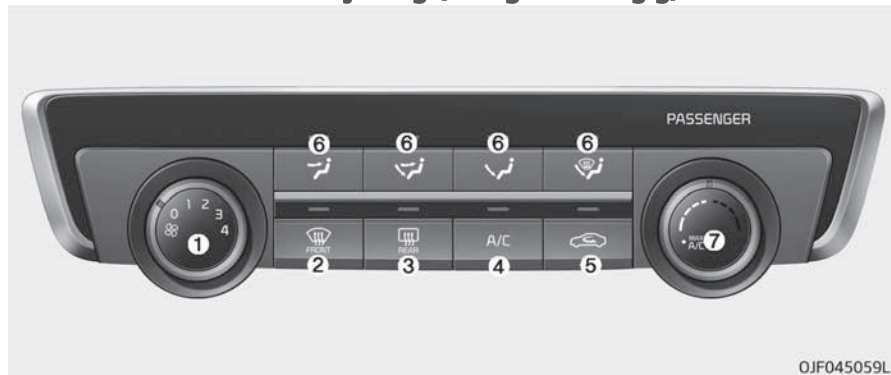 PASSENGER
6 6 6 6
0 1 2 3 4
1
FRONT
2
REAR
3
A/C
4
5
MAX
A/C
7
OJF045059L